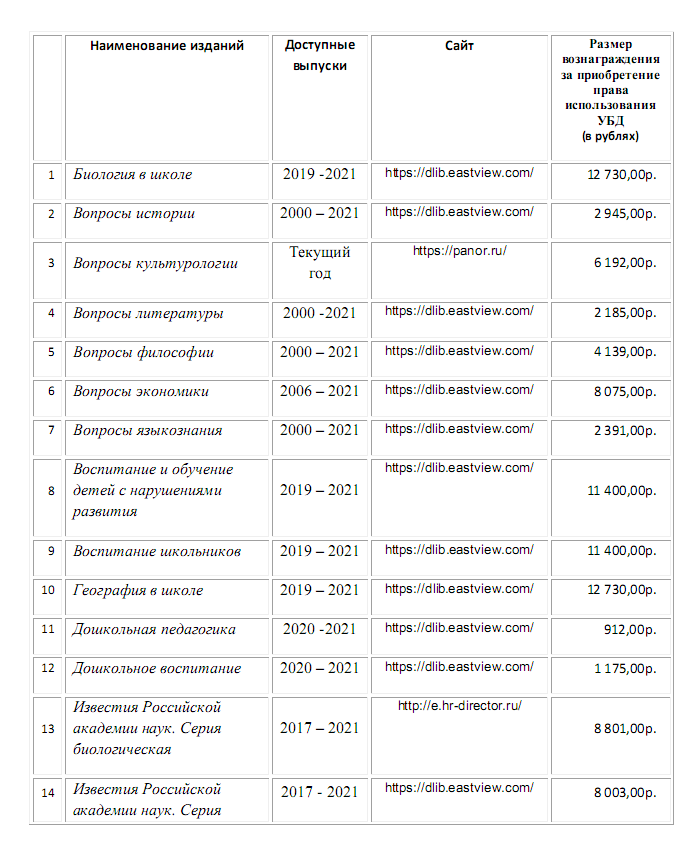 Наименование изданий
Доступные
выпуски
Сайт
Размер
вознаграждения
за приобретение
права
использования
УБД
(в рублях)
1 Биология в школе 2019 -2021 https://dlib.eastview.com/ 12 730,00р.
2 Вопросы истории 2000 – 2021 https://dlib.eastview.com/ 2 945,00р.
3 Вопросы культурологии Текущий
год https://panor.ru/ 6 192,00р.
4 Вопросы литературы 2000 -2021 https://dlib.eastview.com/ 2 185,00р.
5 Вопросы философии 2000 – 2021 https://dlib.eastview.com/ 4 139,00р.
6 Вопросы экономики 2006 – 2021 https://dlib.eastview.com/ 8 075,00р.
7 Вопросы языкознания 2000 – 2021 https://dlib.eastview.com/ 2 391,00р.
8 Воспитание и обучение
детей с нарушениями
развития 2019 – 2021 https://dlib.eastview.com/ 11 400,00р.
9 Воспитание школьников 2019 – 2021 https://dlib.eastview.com/ 11 400,00р.
10 География в школе 2019 – 2021 https://dlib.eastview.com/ 12 730,00р.
11 Дошкольная педагогика 2020 -2021 https://dlib.eastview.com/ 912,00р.
12 Дошкольное воспитание 2020 – 2021 https://dlib.eastview.com/ 1 175,00р.
13 Известия Российской
академии наук. Серия
биологическая 2017 – 2021 http://e.hr-director.ru/ 8 801,00р.
14 Известия Российской
академии наук. Серия 2017 - 2021 https://dlib.eastview.com/ 8 003,00р.